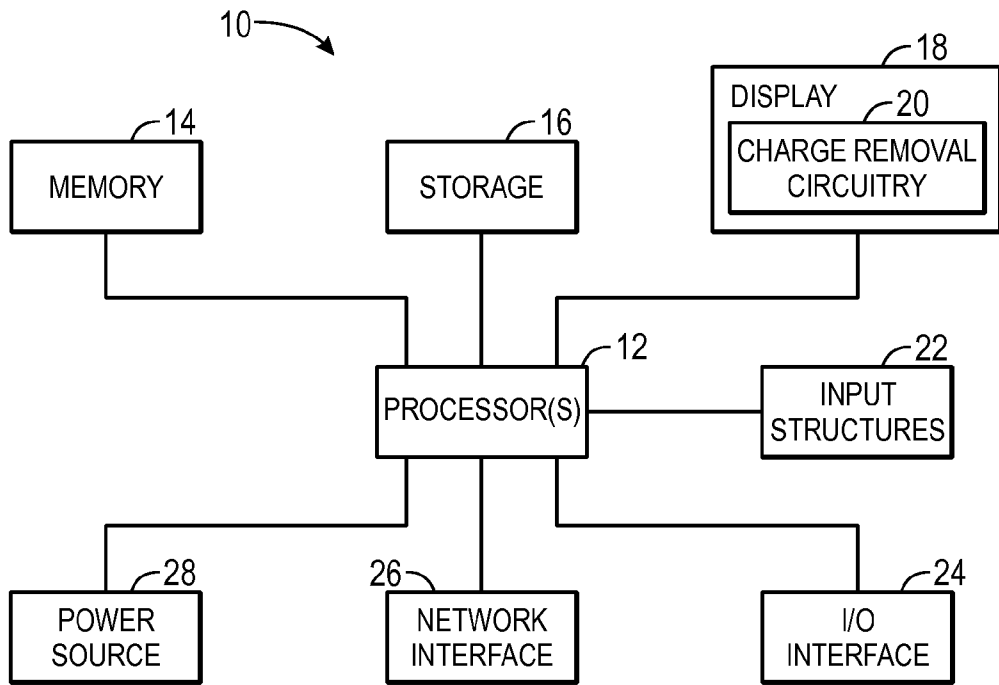 10
18
DISPLAY
20
CHARGE REMOVAL
CIRCUITRY
14
MEMORY
16
STORAGE
12
PROCESSOR(S)
22
INPUT
STRUCTURES
28
POWER
SOURCE
26
NETWORK
INTERFACE
24
I/O
INTERFACE